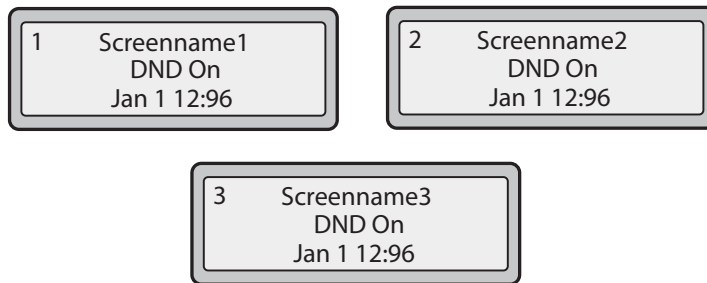 1 Screenname1
DND On
Jan 1 12:96
2 Screenname2
DND On
Jan 1 12:96
3 Screenname3
DND On
Jan 1 12:96